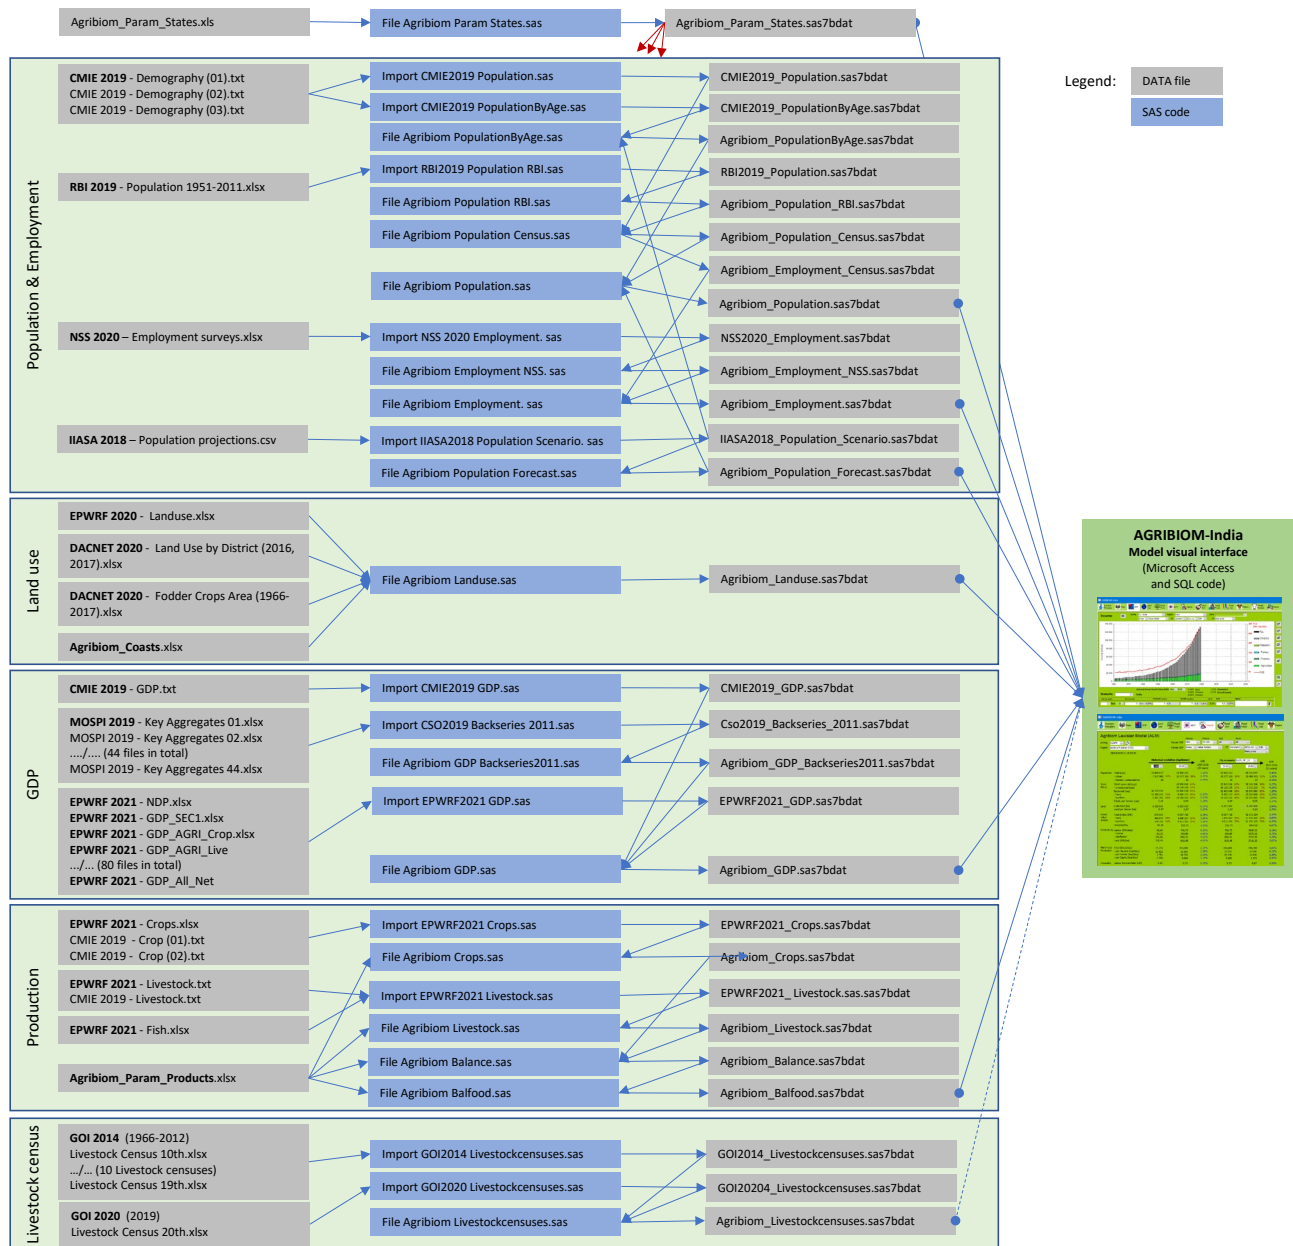 Agribiom_Param_States.xls
File Agribiom Param States.sas
Agribiom_Param_States.sas7bdat
Legend:
DATA file
SAS code
Population & Employment
CMIE 2019 - Demography (01).txt
CMIE 2019 - Demography (02).txt
CMIE 2019 - Demography (03).txt
Import CMIE2019 Population.sas
CMIE2019_Population.sas7bdat
Import CMIE2019 PopulationByAge.sas
CMIE2019_PopulationByAge.sas7bdat
File Agribiom PopulationByAge.sas
Agribiom_PopulationByAge.sas7bdat
RBI 2019 - Population 1951-2011.xlsx
Import RBI2019 Population RBI.sas
RBI2019_Population.sas7bdat
File Agribiom Population RBI.sas
Agribiom_Population_RBI.sas7bdat
File Agribiom Population Census.sas
Agribiom_Population_Census.sas7bdat
Agribiom_Employment_Census.sas7bdat
File Agribiom Population.sas
Agribiom_Population.sas7bdat
NSS 2020 – Employment surveys.xlsx
Import NSS 2020 Employment. sas
NSS2020_Employment.sas7bdat
File Agribiom Employment NSS. sas
Agribiom_Employment_NSS.sas7bdat
File Agribiom Employment. sas
Agribiom_Employment.sas7bdat
IIASA 2018 – Population projections.csv
Import IIASA2018 Population Scenario. sas
IIASA2018_Population_Scenario.sas7bdat
File Agribiom Population Forecast.sas
Agribiom_Population_Forecast.sas7bdat
Land use
EPWRF 2020 - Landuse.xlsx
DACNET 2020 - Land Use by District (2016,
2017).xlsx
DACNET 2020 - Fodder Crops Area (1966-
2017).xlsx
Agribiom_Coasts.xlsx
File Agribiom Landuse.sas
Agribiom_Landuse.sas7bdat
AGRIBIOM-India
Model visual interface
(Microsoft Access
and SQL code)
GDP
CMIE 2019 - GDP.txt
Import CMIE2019 GDP.sas
CMIE2019_GDP.sas7bdat
MOSPI 2019 - Key Aggregates 01.xlsx
MOSPI 2019 - Key Aggregates 02.xlsx
..../.... (44 files in total)
MOSPI 2019 - Key Aggregates 44.xlsx
Import CSO2019 Backseries 2011.sas
Cso2019_Backseries_2011.sas7bdat
File Agribiom GDP Backseries2011.sas
Agribiom_GDP_Backseries2011.sas7bdat
EPWRF 2021 - NDP.xlsx
EPWRF 2021 - GDP_SEC1.xlsx
EPWRF 2021 - GDP_AGRI_Crop.xlsx
EPWRF 2021 - GDP_AGRI_Live
.../... (80 files in total)
EPWRF 2021 - GDP_All_Net
Import EPWRF2021 GDP.sas
EPWRF2021_GDP.sas7bdat
File Agribiom GDP.sas
Agribiom_GDP.sas7bdat
Production
EPWRF 2021 - Crops.xlsx
CMIE 2019 - Crop (01).txt
CMIE 2019 - Crop (02).txt
Import EPWRF2021 Crops.sas
EPWRF2021_Crops.sas7bdat
File Agribiom Crops.sas
Agribiom_Crops.sas7bdat
EPWRF 2021 - Livestock.txt
CMIE 2019 - Livestock.txt
Import EPWRF2021 Livestock.sas
EPWRF2021_ Livestock.sas.sas7bdat
EPWRF 2021 - Fish.xlsx
File Agribiom Livestock.sas
Agribiom_Livestock.sas7bdat
Agribiom_Param_Products.xlsx
File Agribiom Balance.sas
Agribiom_Balance.sas7bdat
File Agribiom Balfood.sas
Agribiom_Balfood.sas7bdat
Livestock census
GOI 2014 (1966-2012)
Livestock Census 10th.xlsx
.../... (10 Livestock censuses)
Livestock Census 19th.xlsx
Import GOI2014 Livestockcensuses.sas
GOI2014_Livestockcensuses.sas7bdat
Import GOI2020 Livestockcensuses.sas
GOI20204_Livestockcensuses.sas7bdat
GOI 2020 (2019)
Livestock Census 20th.xlsx
File Agribiom Livestockcensuses.sas
Agribiom_Livestockcensuses.sas7bdat